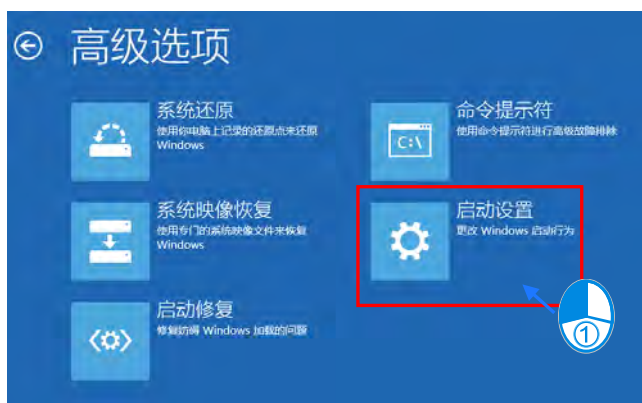 高级选项
系统还原
使用你电脑上记录的还原点来还原
Windows
命令提示符
使用命令提示符进行高级故障排除
C:\
系统映像恢复
使用专门的系统映像文件来恢复
Windows
启动设置
更改 Windows 启动行为
启动修复
修复妨碍 Windows 加载的问题
①